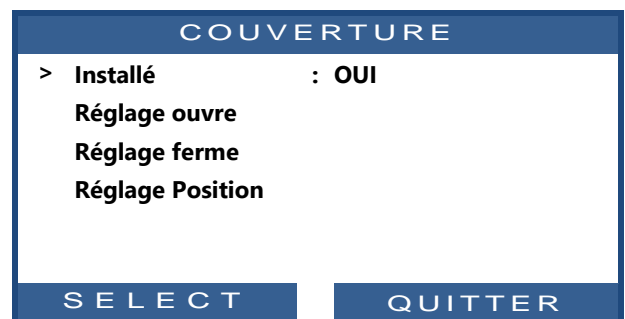 COUVERTURE
> Installé : OUI
Réglage ouvre
Réglage ferme
Réglage Position
SELECT QUITTER